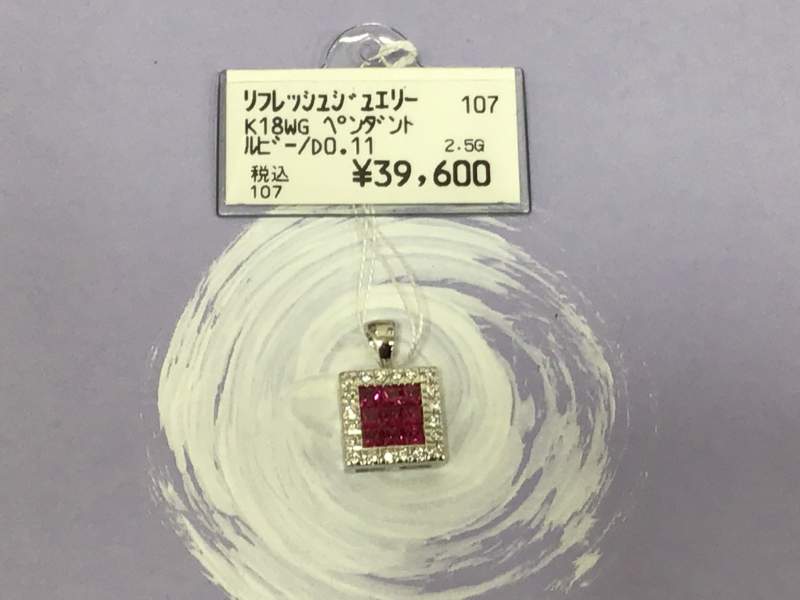 リフレッシュジュエリー 107
K18WG ペンダント
ルビー/D0.11 2.5G
税込 ¥39,600
107